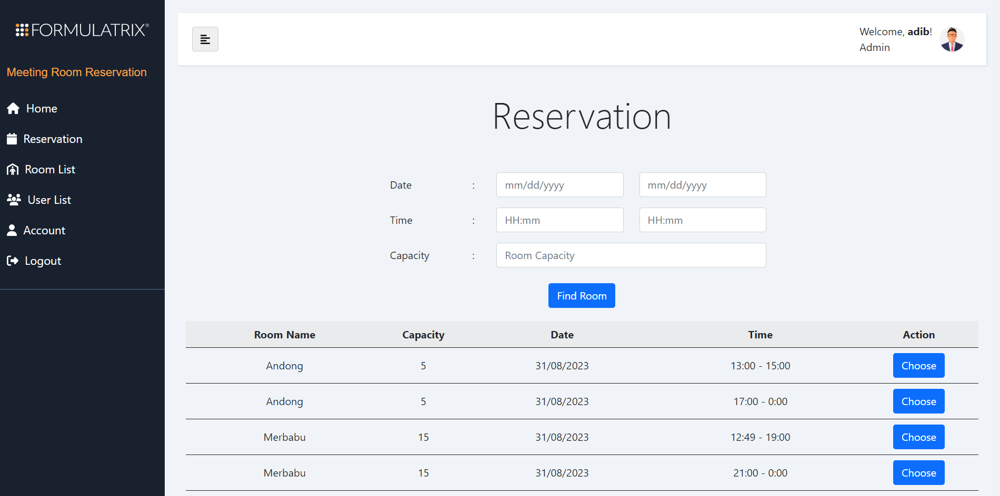 FORMULATRIX®
Meeting Room Reservation
Home
Reservation
Room List
User List
Account
Logout
Welcome, adib!
Admin
Reservation
Date : mm/dd/yyyy mm/dd/yyyy
Time : HH:mm HH:mm
Capacity : Room Capacity
Find Room
Room Name Capacity Date Time Action
Andong 5 31/08/2023 13:00 - 15:00 Choose
Andong 5 31/08/2023 17:00 - 0:00 Choose
Merbabu 15 31/08/2023 12:49 - 19:00 Choose
Merbabu 15 31/08/2023 21:00 - 0:00 Choose